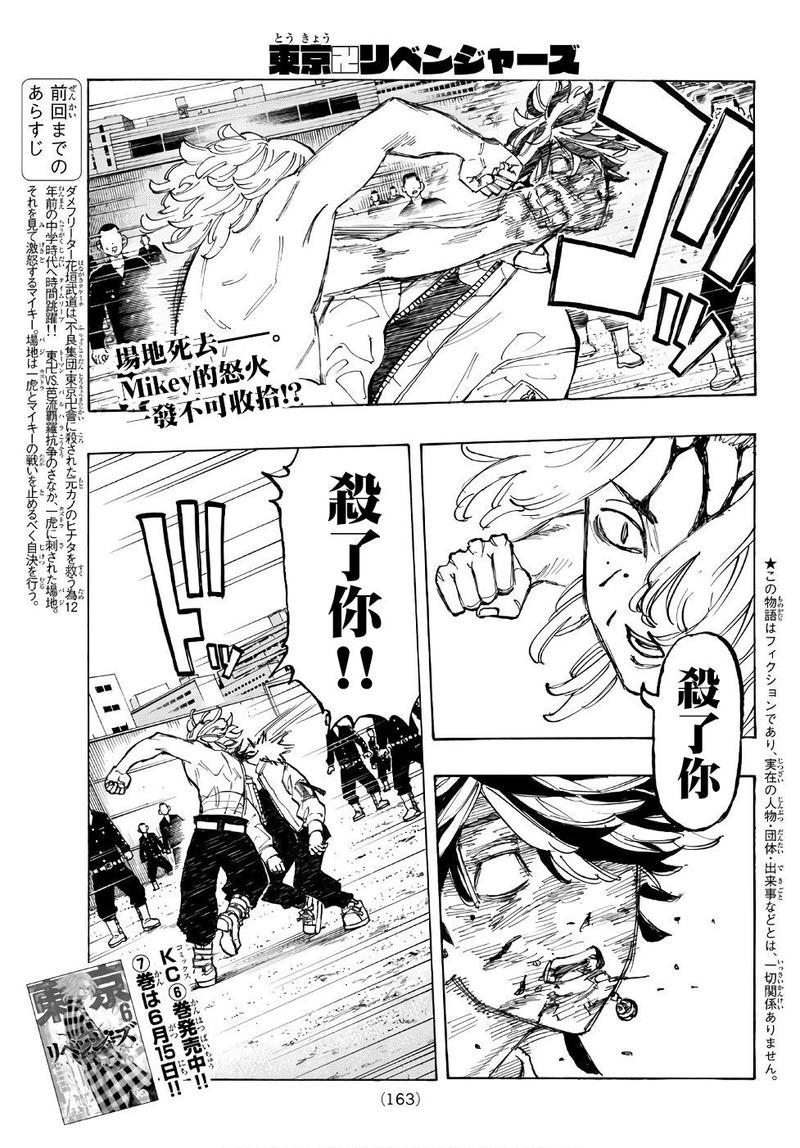 東京卍リベンジャーズ
前回までの
あらすじ
ダメフリーター花垣武道は、不良集団"東京卍會"に殺された元カノのヒナタを救う為12
年前の中学時代へ時間跳躍!! 東卍VS.芭流覇羅抗争のさなか、一虎に刺された場地。
それを見て激怒するマイキー。場地は一虎とマイキーの戦いを止めるべく自決を行う。
場地死去——。
Mikey的怒火
一發不可收拾!?
殺了你
殺了你!!
★この物語はフィクションであり、実在の人物・団体・出来事などとは、一切関係ありません。
KC⑥巻発売中!!
⑦巻は6月15日!!
東京
リベンジャーズ
6
(163)